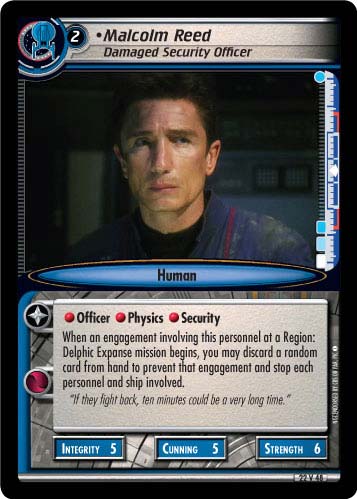 2
•Malcolm Reed
Damaged Security Officer
Human
Officer Physics Security
When an engagement involving this personnel at a Region:
Delphic Expanse mission begins, you may discard a random
card from hand to prevent that engagement and stop each
personnel and ship involved.
"If they fight back, ten minutes could be a very long time."
INTEGRITY 5 CUNNING 5 STRENGTH 6
22 V 48